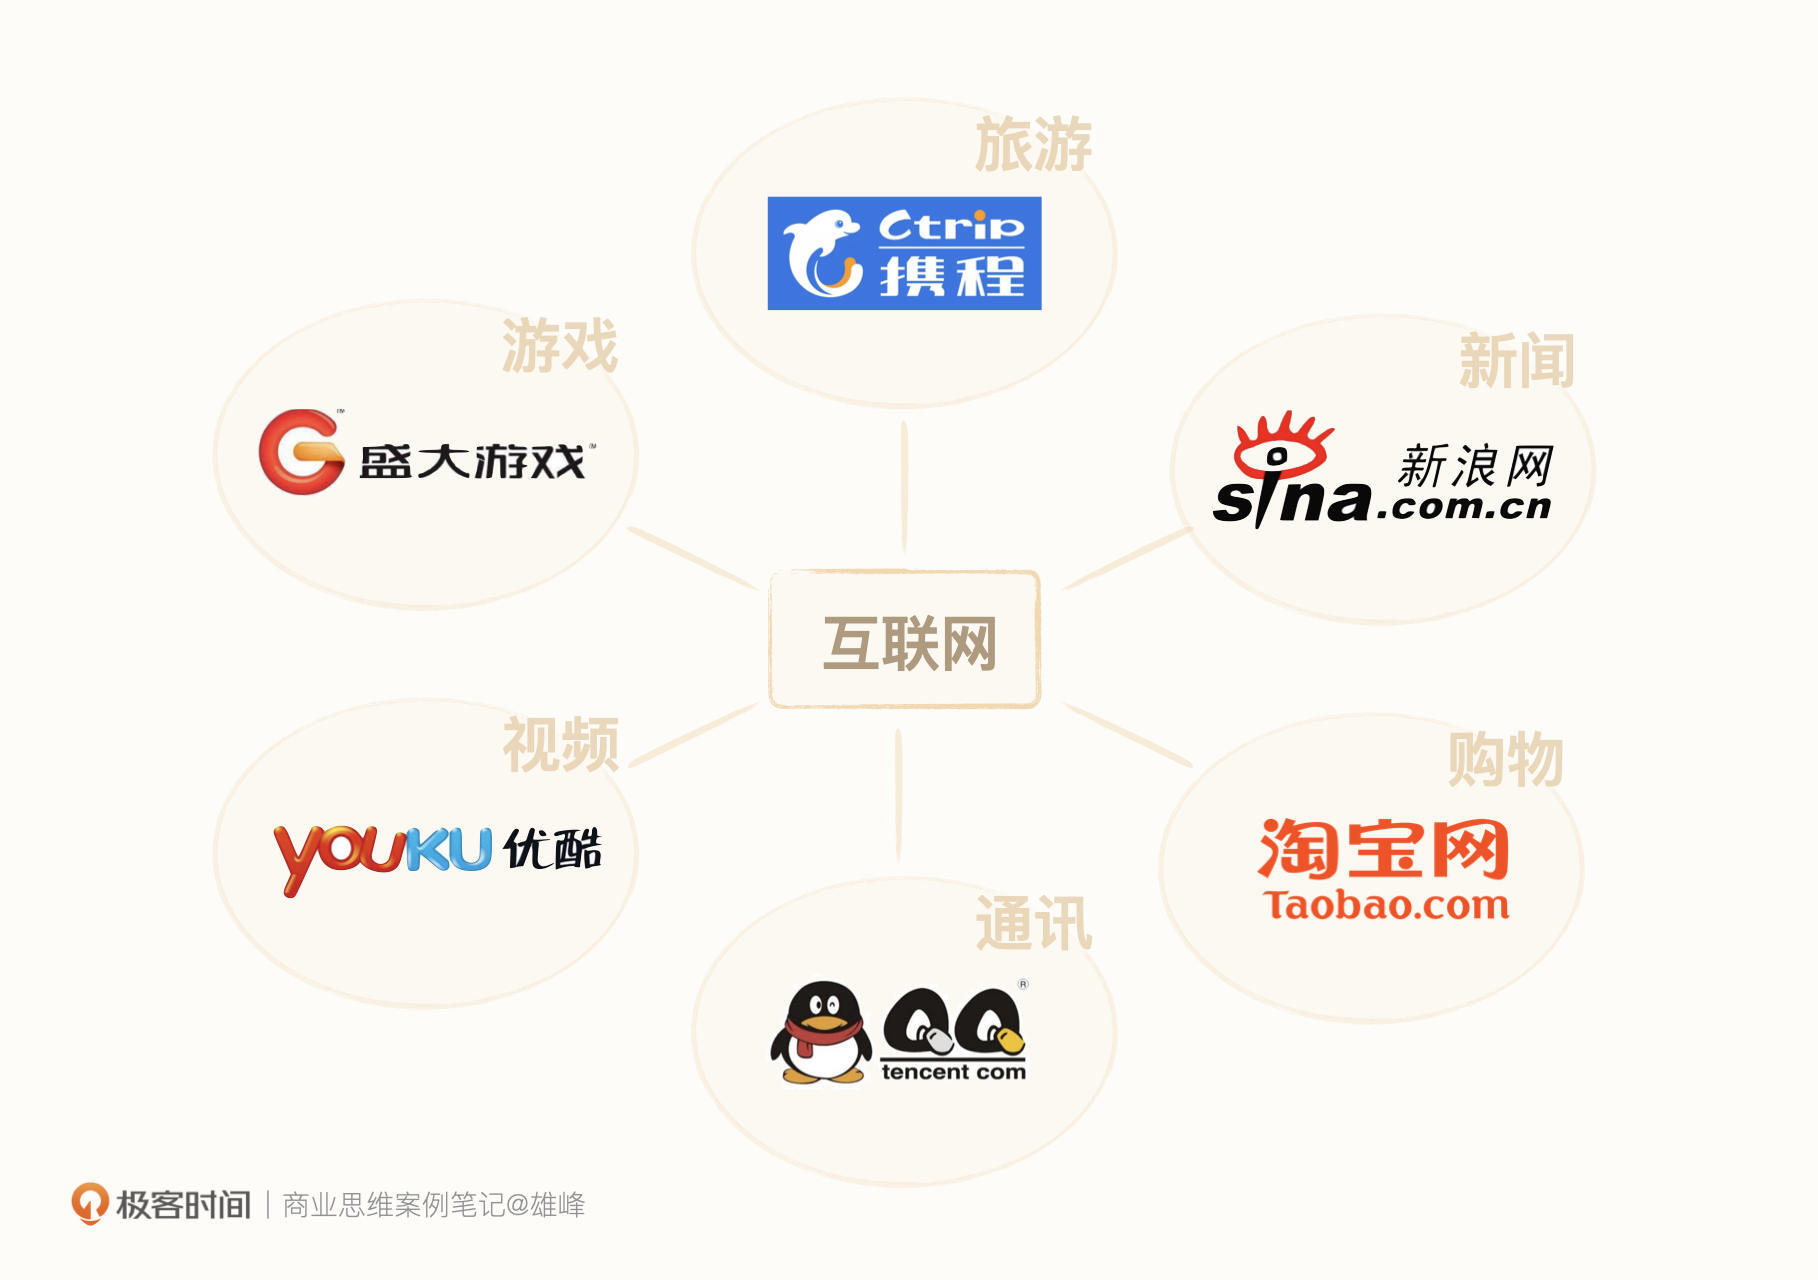 旅游
Ctrip
携程
游戏
盛大游戏
新闻
sina 新浪网
.com.cn
互联网
视频
YOUKU 优酷
购物
淘宝网
Taobao.com
通讯
QQ
tencent com
极客时间 | 商业思维案例笔记@雄峰